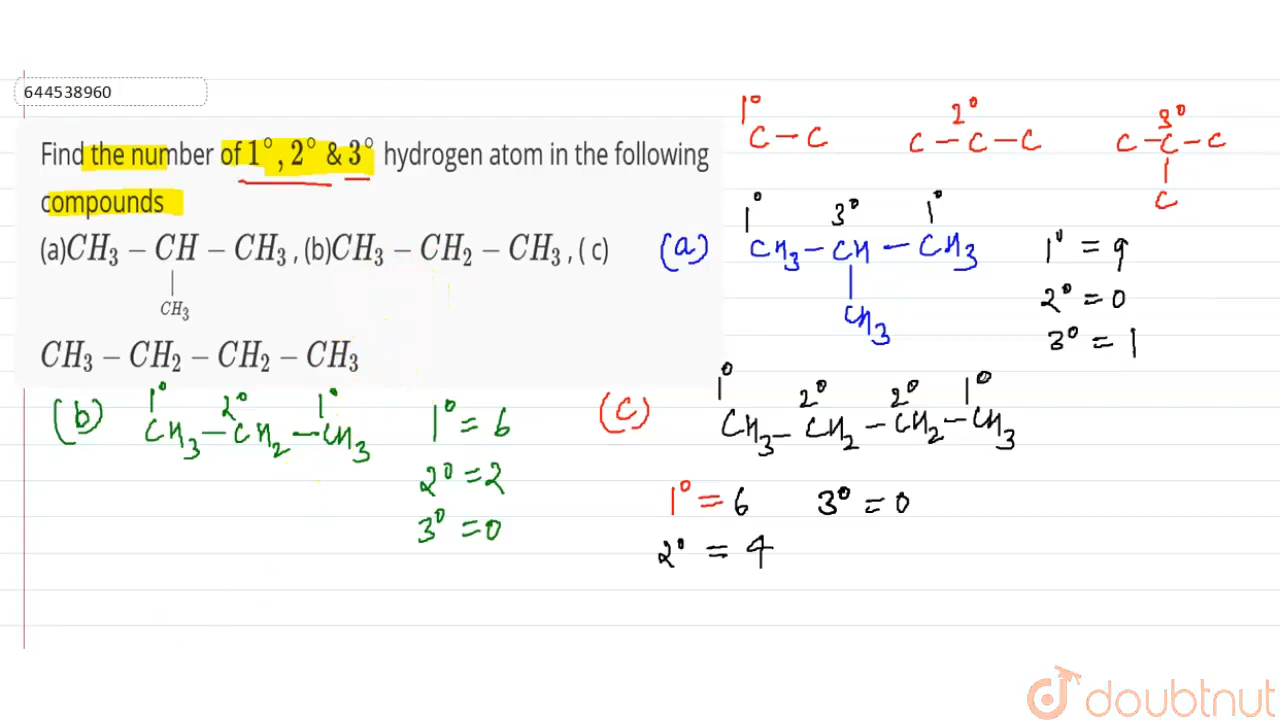 644538960
Find the number of 1°, 2° & 3° hydrogen atom in the following
compounds
(a)CH₃ − CH − CH₃ , (b)CH₃ − CH₂ − CH₃ , ( c)
|
CH₃
CH₃ − CH₂ − CH₂ − CH₃
1° 2° 3°
C − C C − C − C C − C − C
|
C
1° 3° 1°
(a) CH₃ − CH − CH₃
|
CH₃
1° = 9
2° = 0
3° = 1
1° 2° 1°
(b) CH₃ − CH₂ − CH₃
1° = 6
2° = 2
3° = 0
1° 2° 2° 1°
(c) CH₃ − CH₂ − CH₂ − CH₃
1° = 6 3° = 0
2° = 4
doubtnut